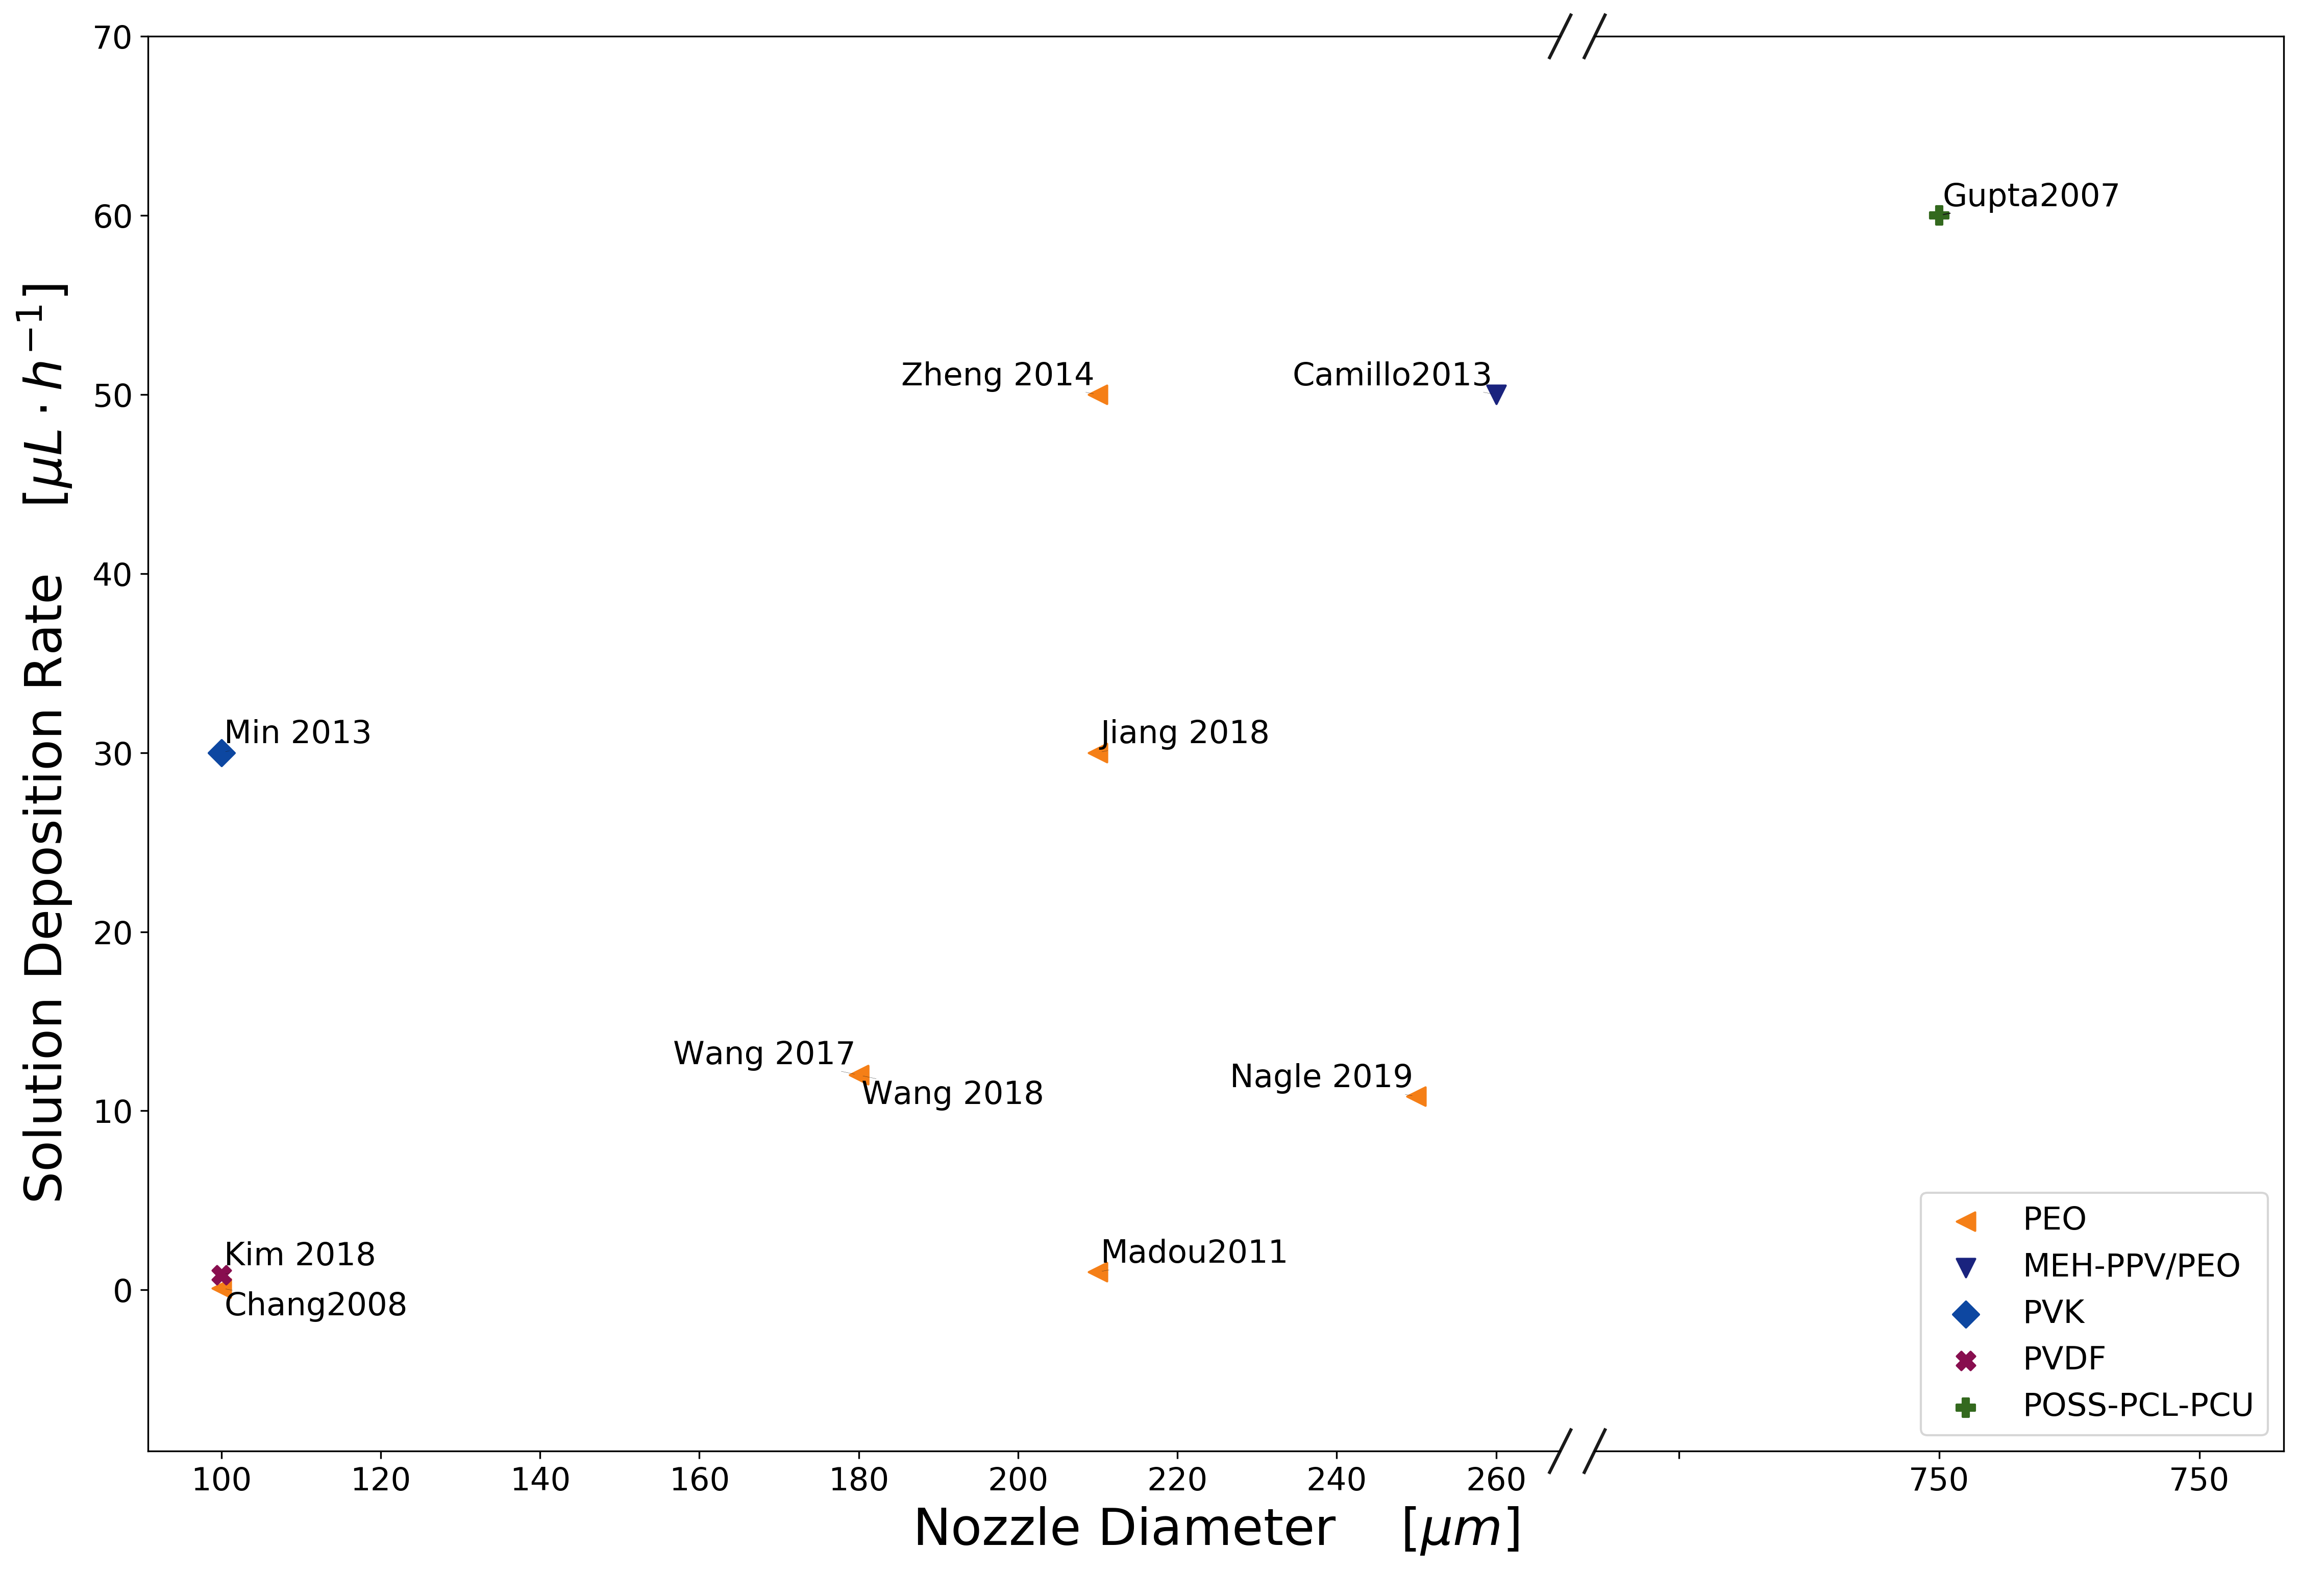 70
60
50
40
30
20
10
0
Solution Deposition Rate [μL · h⁻¹]
Gupta2007
Zheng 2014
Camillo2013
Min 2013
Jiang 2018
Wang 2017
Wang 2018
Nagle 2019
Kim 2018
Chang2008
Madou2011
PEO
MEH-PPV/PEO
PVK
PVDF
POSS-PCL-PCU
100 120 140 160 180 200 220 240 260 750 750
Nozzle Diameter [μm]